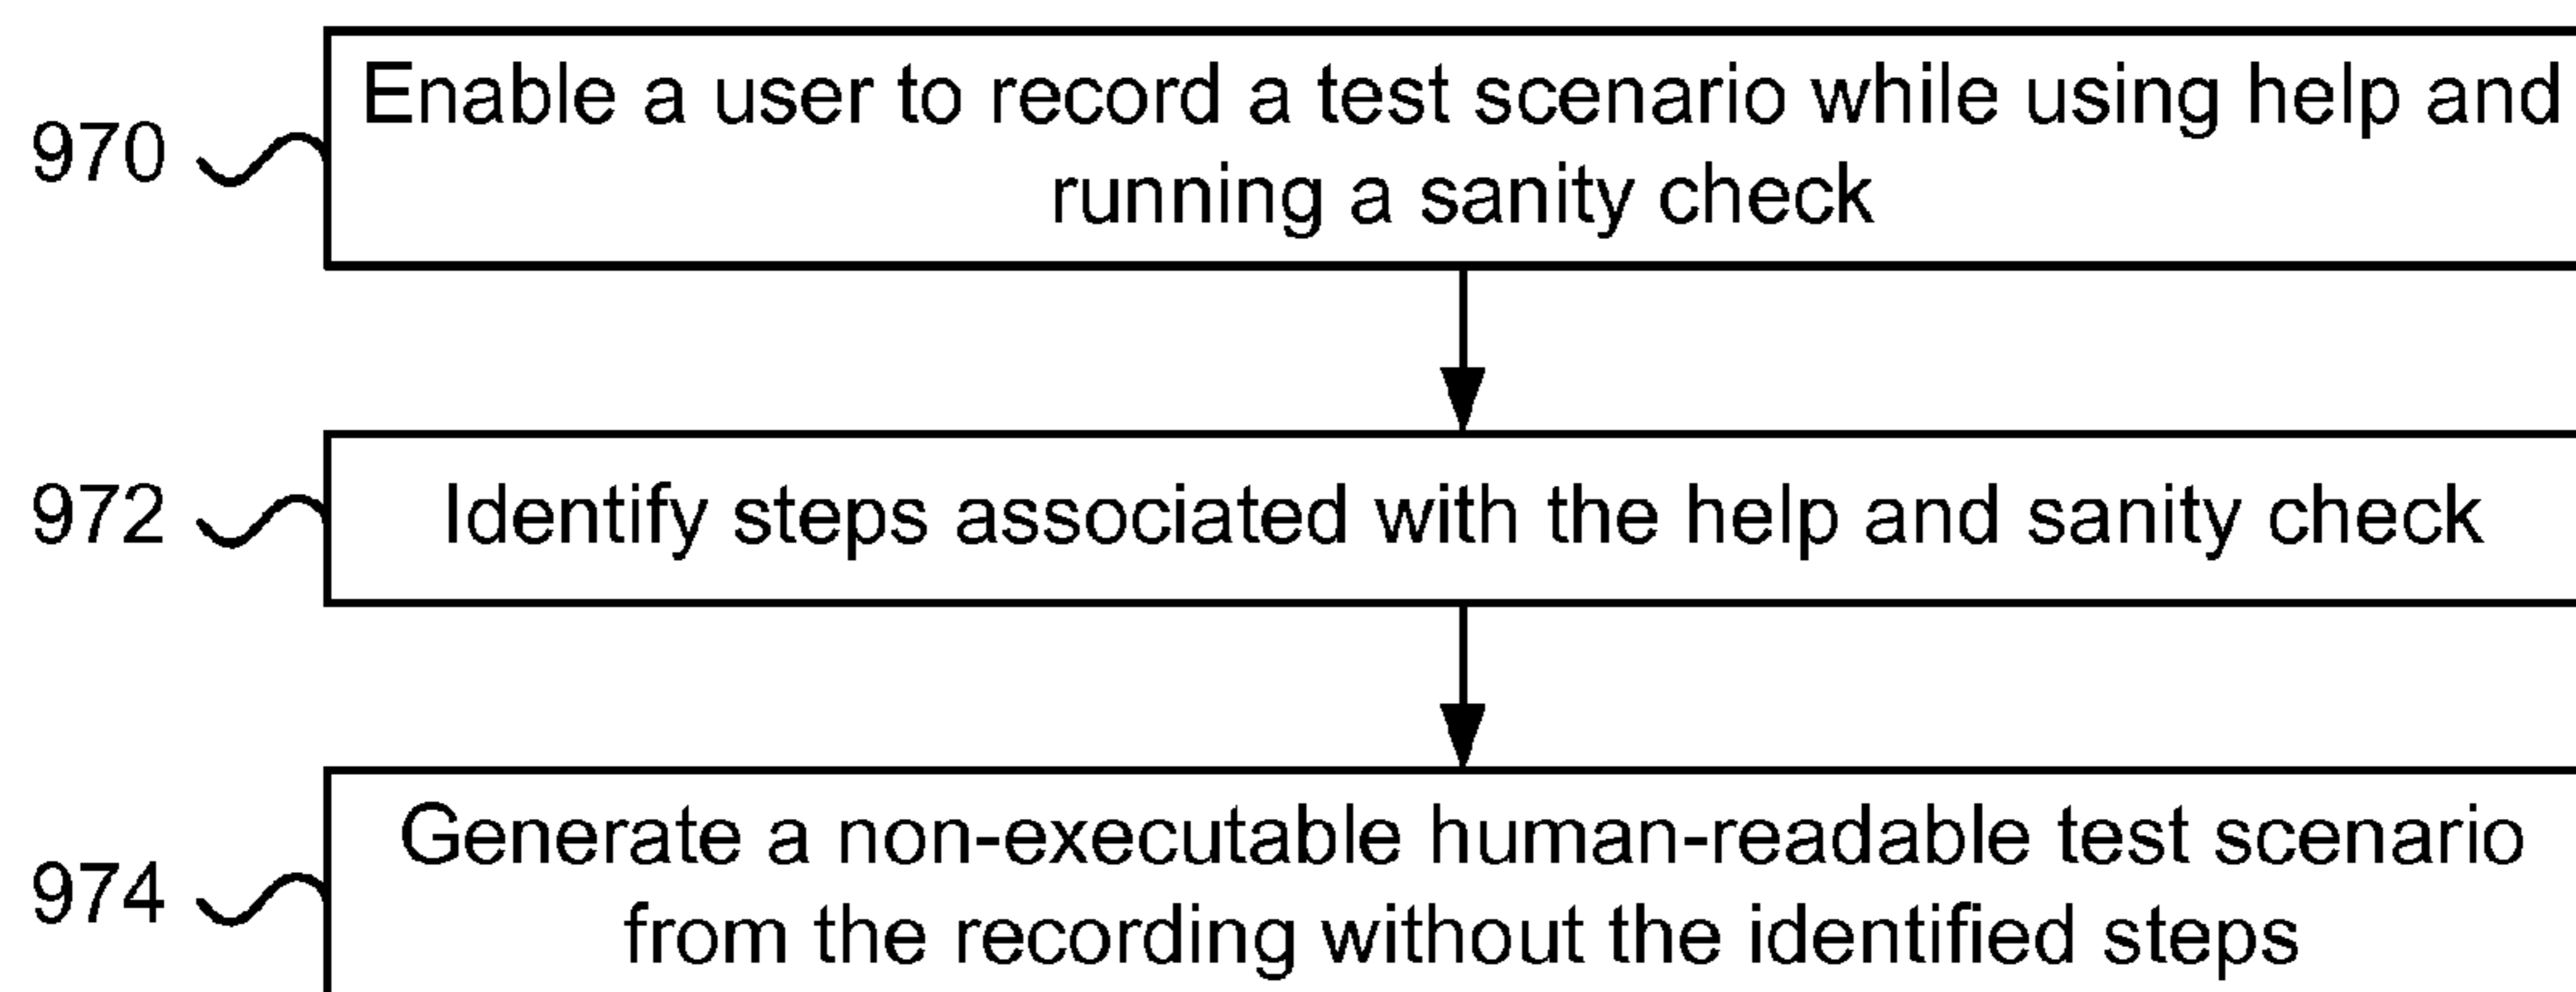 Enable a user to record a test scenario while using help and
970
running a sanity check
972
Identify steps associated with the help and sanity check
Generate a non-executable human-readable test scenario
974
from the recording without the identified steps